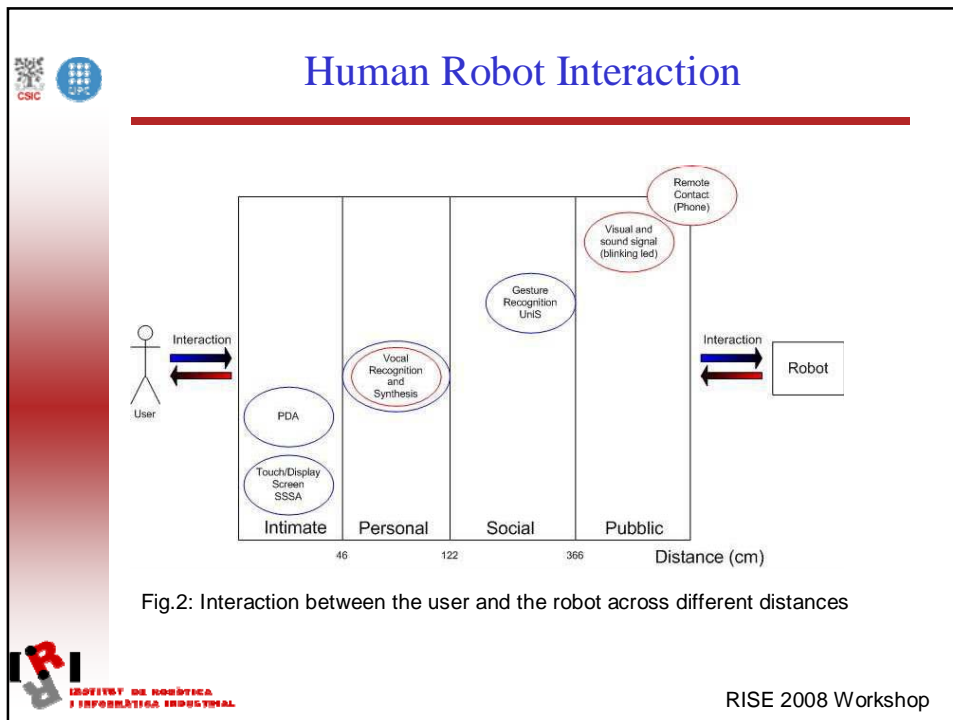 Human Robot Interaction
CSIC
UPC
Remote
Contact
(Phone)
Visual and
sound signal
(blinking led)
Gesture
Recognition
UniS
Interaction
Interaction
Vocal
Recognition
and
Synthesis
Robot
User
PDA
Touch/Display
Screen
SSSA
Intimate
Personal
Social
Pubblic
46
122
366
Distance (cm)
Fig.2: Interaction between the user and the robot across different distances
IRI
INSTITUT DE ROBÒTICA
I INFORMÀTICA INDUSTRIAL
RISE 2008 Workshop